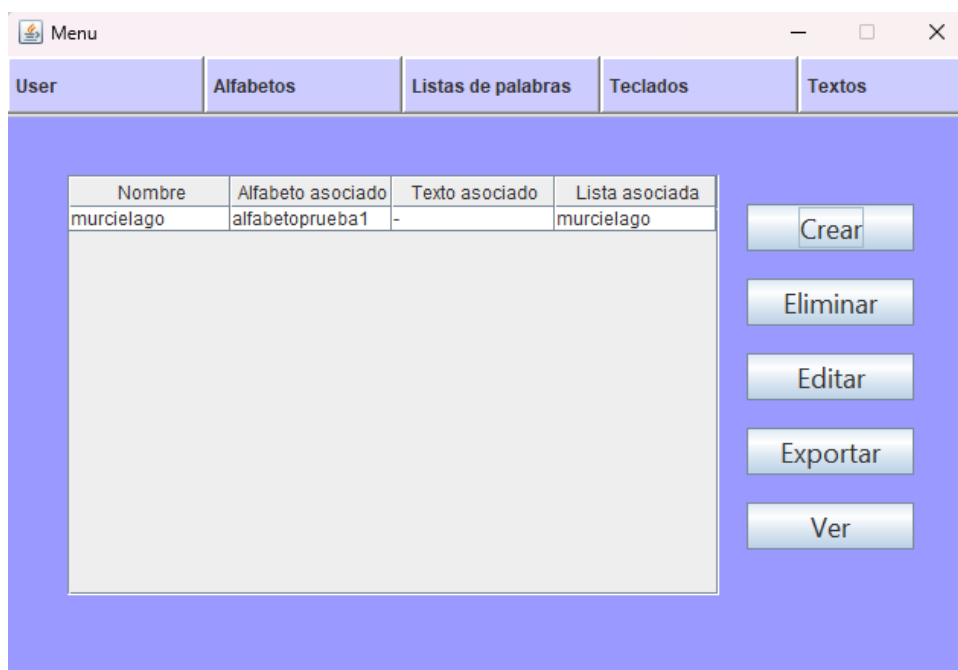 Menu
User Alfabetos Listas de palabras Teclados Textos
Nombre Alfabeto asociado Texto asociado Lista asociada
murcielago alfabetoprueba1 - murcielago
Crear
Eliminar
Editar
Exportar
Ver